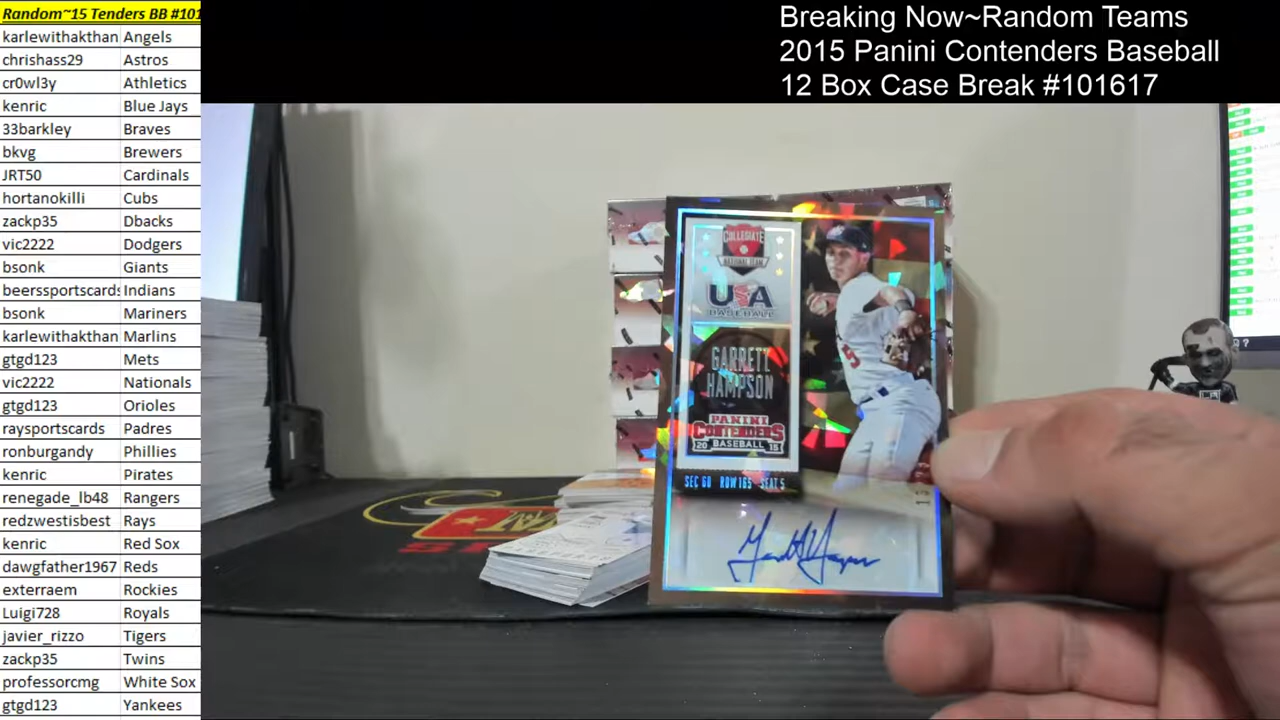 Random~15 Tenders BB #101
karlewithakthan Angels
chrishass29 Astros
cr0wl3y Athletics
kenric Blue Jays
33barkley Braves
bkvg Brewers
JRT50 Cardinals
hortanokilli Cubs
zackp35 Dbacks
vic2222 Dodgers
bsonk Giants
beerssportscards Indians
bsonk Mariners
karlewithakthan Marlins
gtgd123 Mets
vic2222 Nationals
gtgd123 Orioles
raysportscards Padres
ronburgandy Phillies
kenric Pirates
renegade_lb48 Rangers
redzwestisbest Rays
kenric Red Sox
dawgfather1967 Reds
exterraem Rockies
Luigi728 Royals
javier_rizzo Tigers
zackp35 Twins
professorcmg White Sox
gtgd123 Yankees
Breaking Now~Random Teams
2015 Panini Contenders Baseball
12 Box Case Break #101617
COLLEGIATE
NATIONAL TEAM
USA
BASEBALL
GARRETT
HAMPSON
PANINI
CONTENDERS
20 BASEBALL 15
SEC 60 ROW 165 SEAT 5